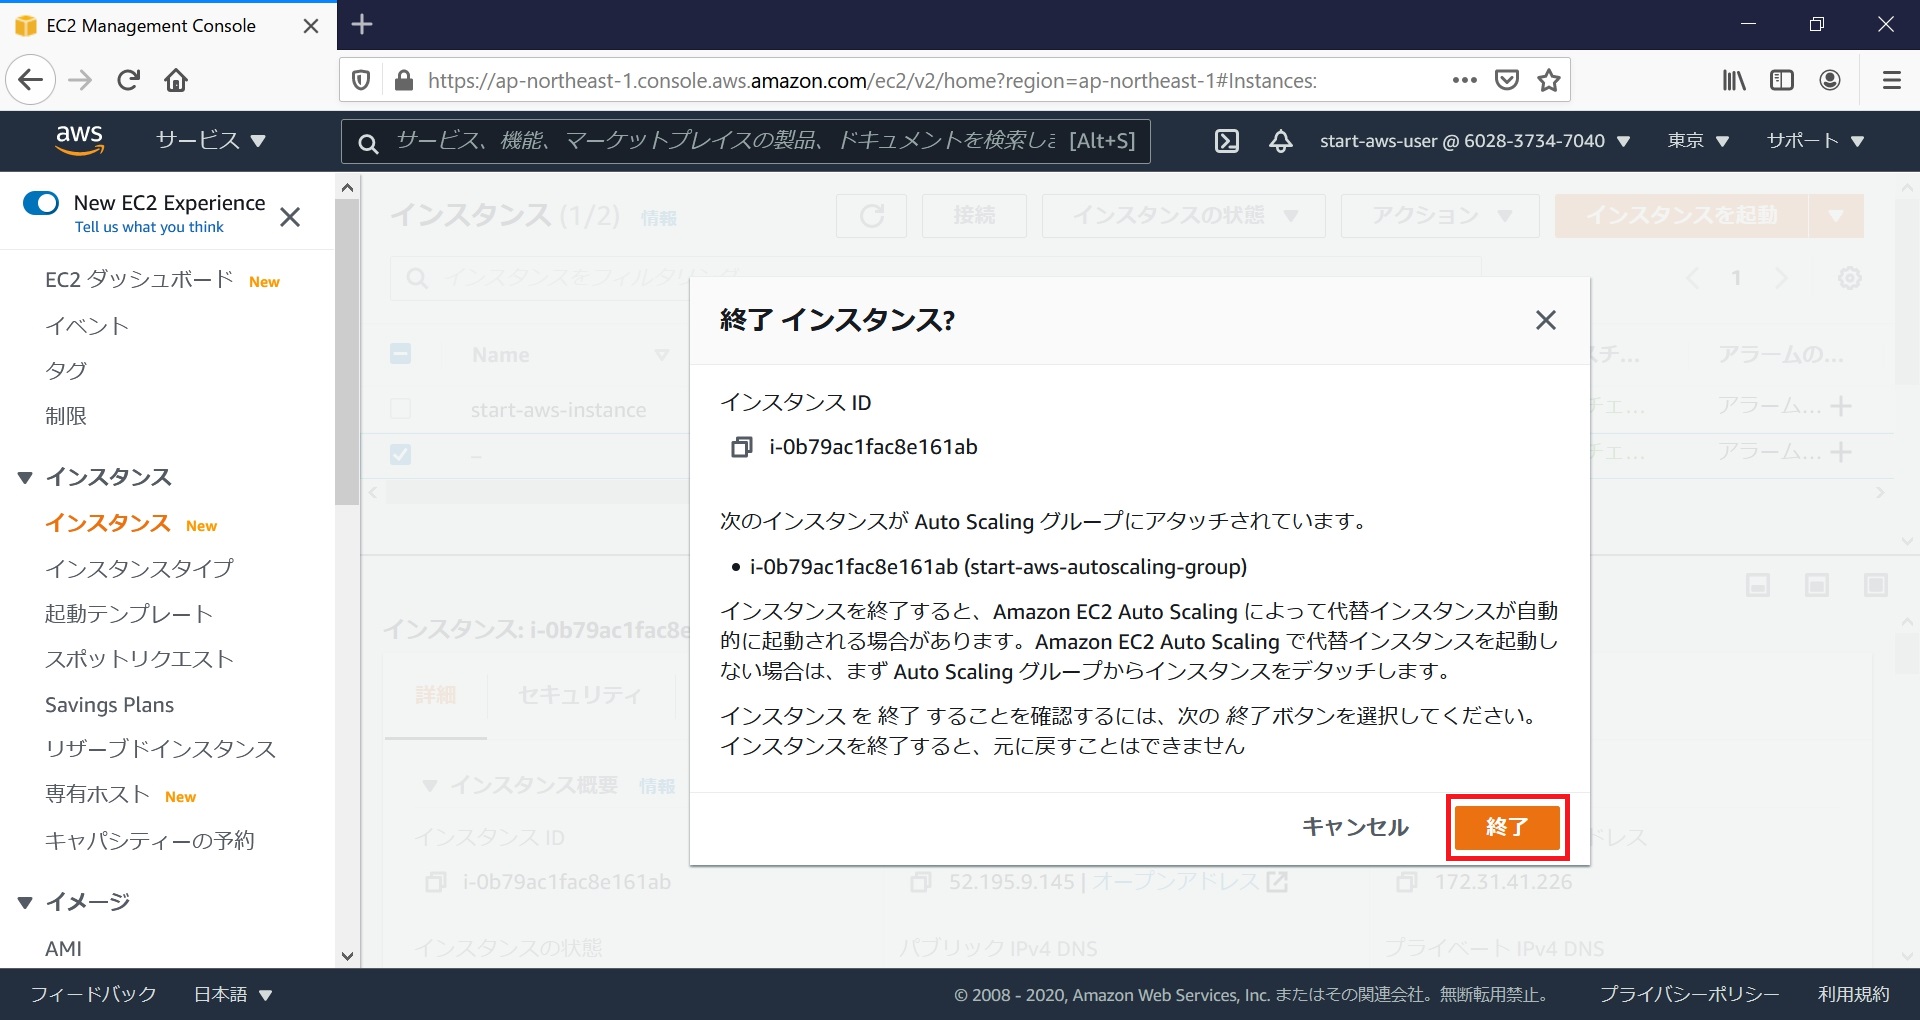 EC2 Management Console
https://ap-northeast-1.console.aws.amazon.com/ec2/v2/home?region=ap-northeast-1#Instances:
aws
サービス
サービス、機能、マーケットプレイスの製品、ドキュメントを検索しま
[Alt+S]
start-aws-user @ 6028-3734-7040
東京
サポート
New EC2 Experience
Tell us what you think
EC2 ダッシュボード New
イベント
タグ
制限
インスタンス
インスタンス New
インスタンスタイプ
起動テンプレート
スポットリクエスト
Savings Plans
リザーブドインスタンス
専有ホスト New
キャパシティーの予約
イメージ
AMI
インスタンス (1/2) 情報
接続
インスタンスの状態
アクション
インスタンスを起動
インスタンスをフィルタリング
1
Name
スチ...
アラームの...
start-aws-instance
チェ...
アラーム...
–
チェ...
アラーム...
終了 インスタンス?
インスタンス ID
i-0b79ac1fac8e161ab
次のインスタンスが Auto Scaling グループにアタッチされています。
• i-0b79ac1fac8e161ab (start-aws-autoscaling-group)
インスタンスを終了すると、Amazon EC2 Auto Scaling によって代替インスタンスが自動
的に起動される場合があります。Amazon EC2 Auto Scaling で代替インスタンスを起動し
ない場合は、まず Auto Scaling グループからインスタンスをデタッチします。
インスタンス を 終了 することを確認するには、次の 終了 ボタンを選択してください。
インスタンスを終了すると、元に戻すことはできません
キャンセル
終了
インスタンス: i-0b79ac1fac8e
詳細
セキュリティ
インスタンス概要 情報
インスタンス ID
ドレス
i-0b79ac1fac8e161ab
52.195.9.145 | オープンアドレス
172.31.41.226
インスタンスの状態
パブリック IPv4 DNS
プライベート IPv4 DNS
フィードバック
日本語
© 2008 - 2020, Amazon Web Services, Inc. またはその関連会社。無断転用禁止。
プライバシーポリシー
利用規約